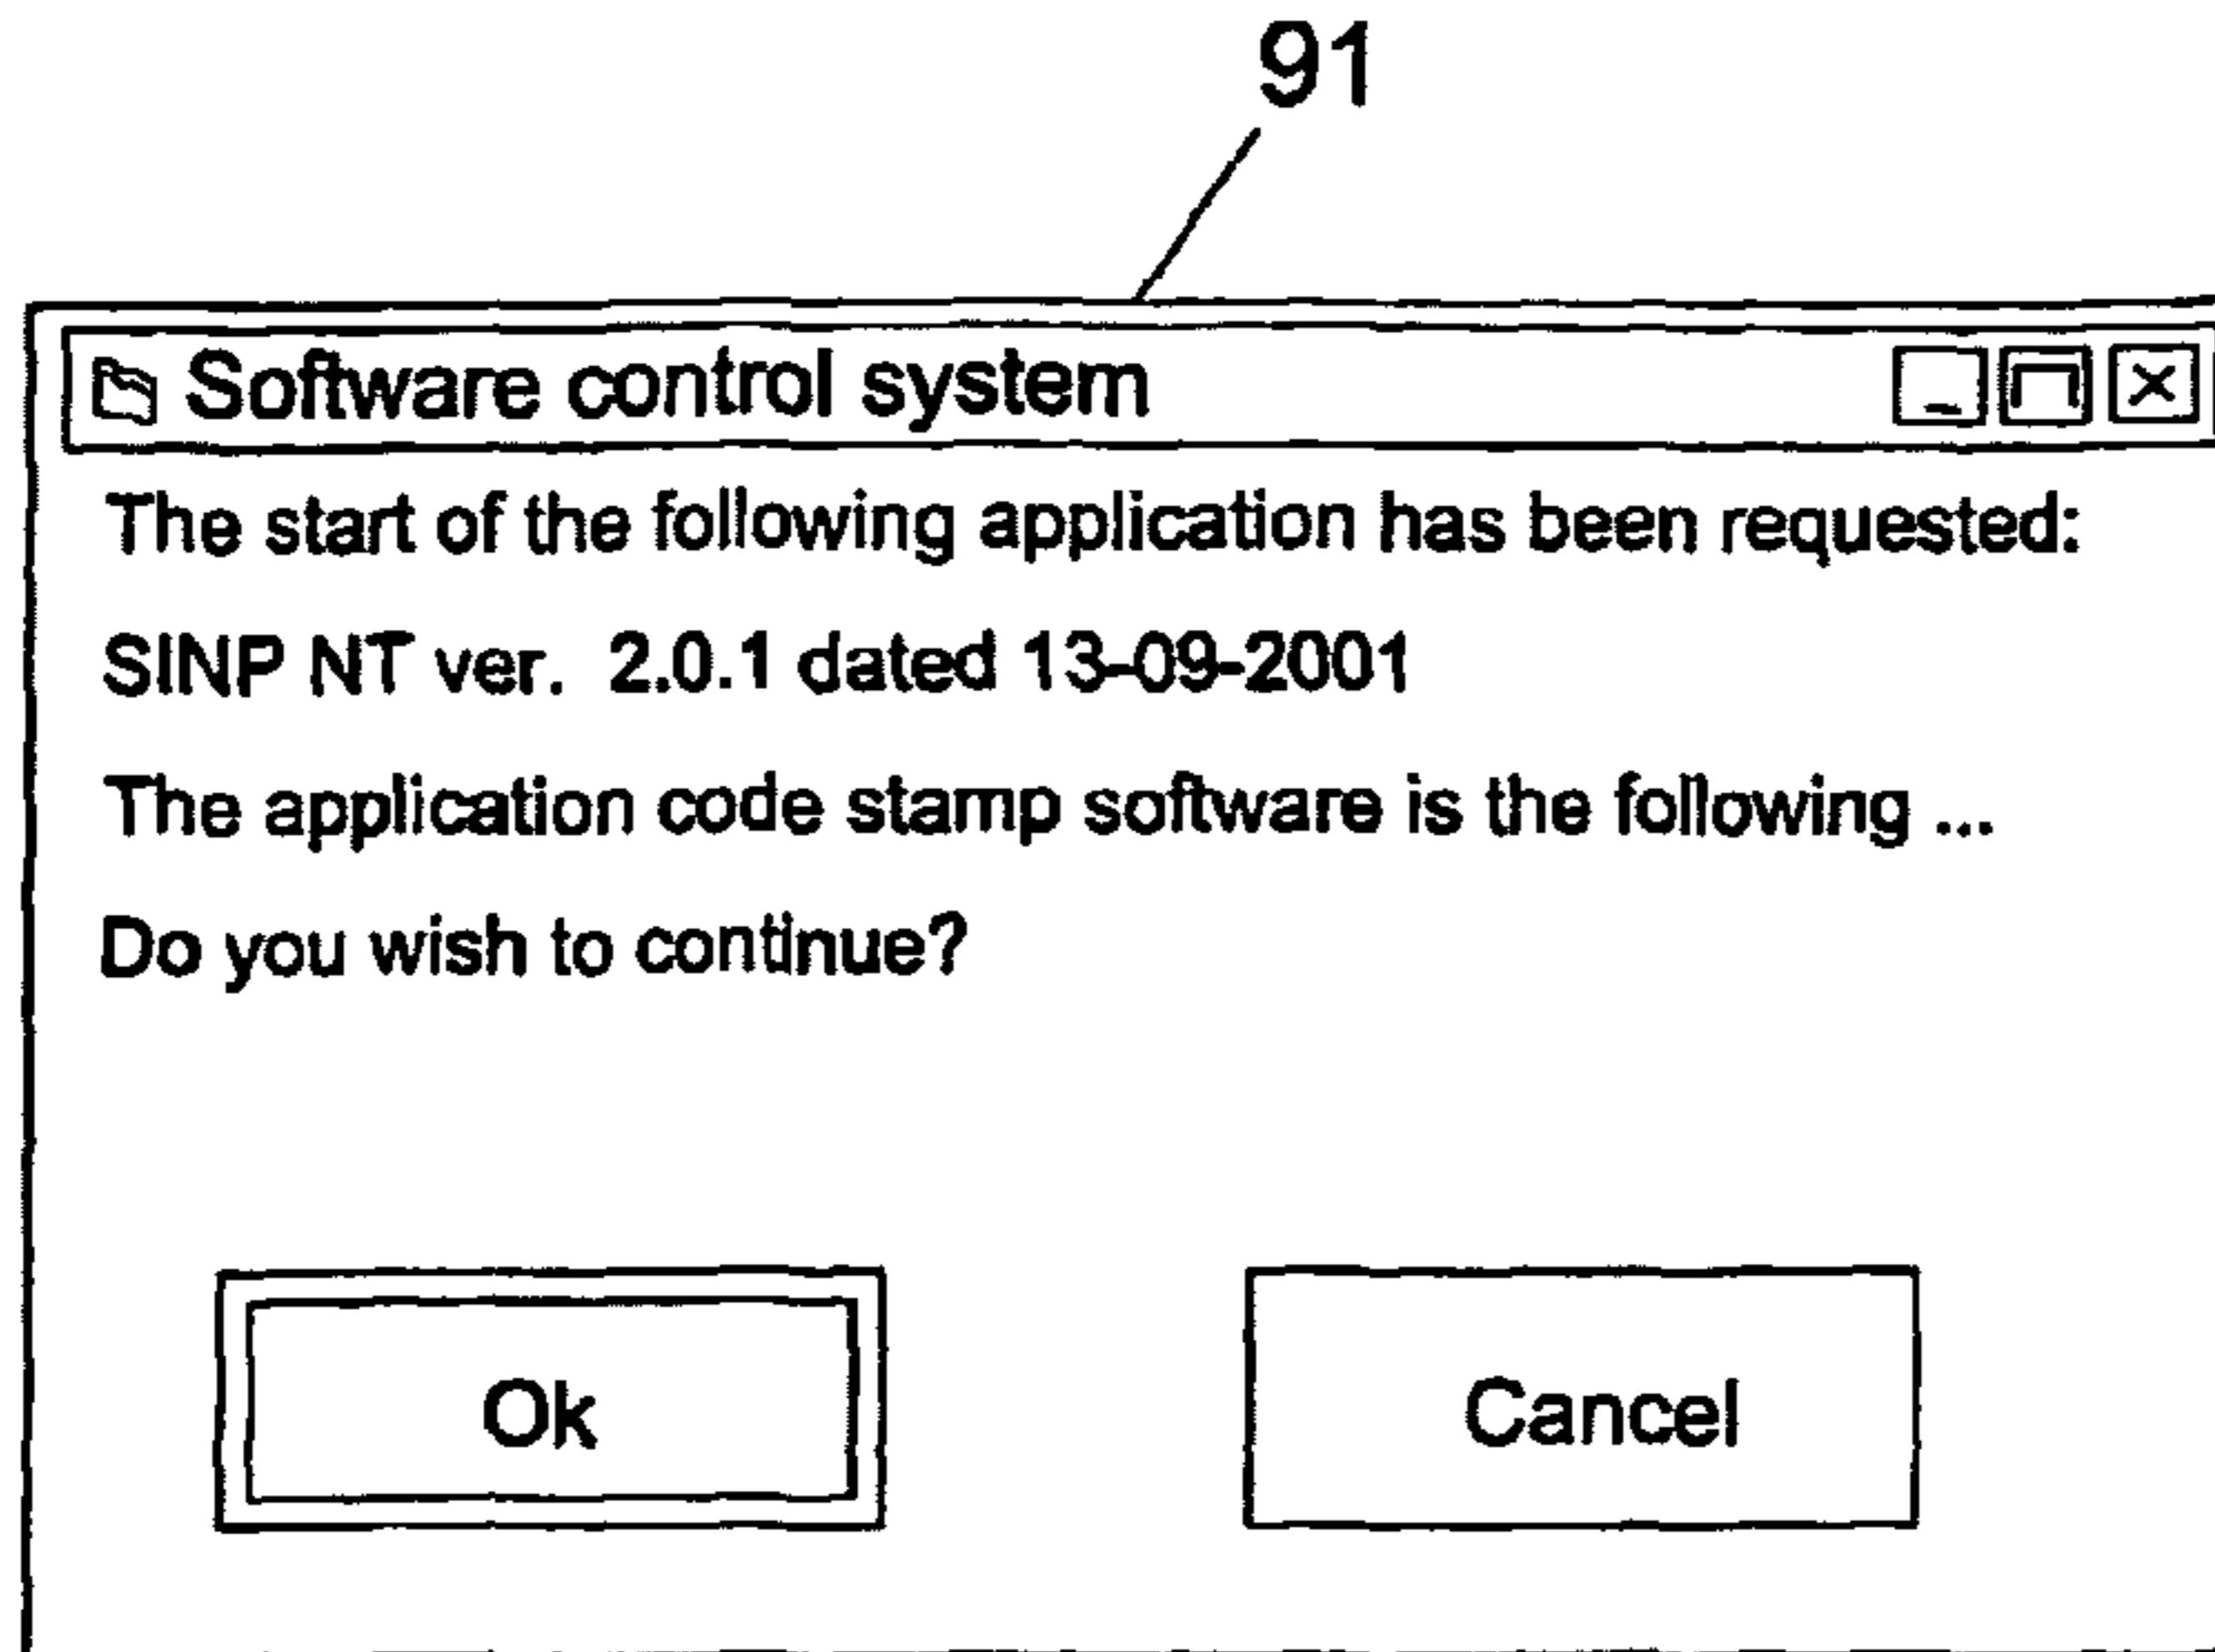 91
Software control system
The start of the following application has been requested:
SINP NT ver. 2.0.1 dated 13-09-2001
The application code stamp software is the following ...
Do you wish to continue?
Ok
Cancel